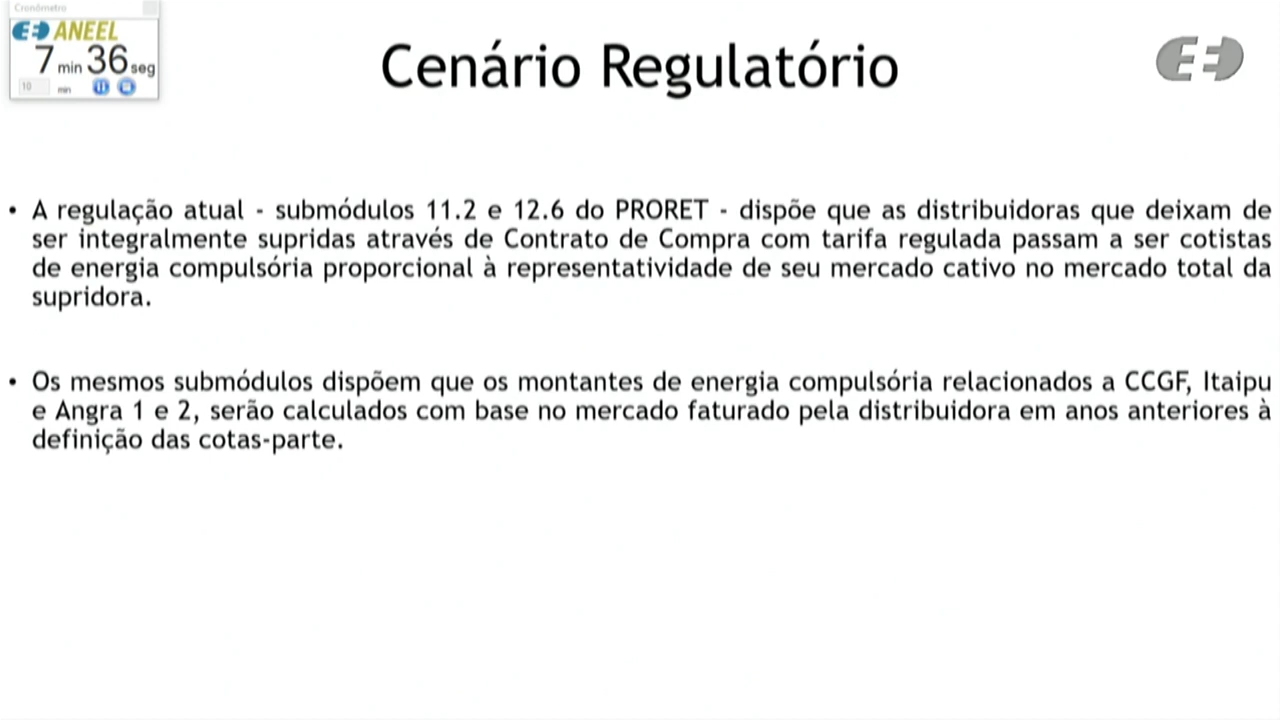 Cronômetro
ANEEL
7 min 36 seg
10 min
Cenário Regulatório
• A regulação atual - submódulos 11.2 e 12.6 do PRORET - dispõe que as distribuidoras que deixam de
ser integralmente supridas através de Contrato de Compra com tarifa regulada passam a ser cotistas
de energia compulsória proporcional à representatividade de seu mercado cativo no mercado total da
supridora.
• Os mesmos submódulos dispõem que os montantes de energia compulsória relacionados a CCGF, Itaipu
e Angra 1 e 2, serão calculados com base no mercado faturado pela distribuidora em anos anteriores à
definição das cotas-parte.